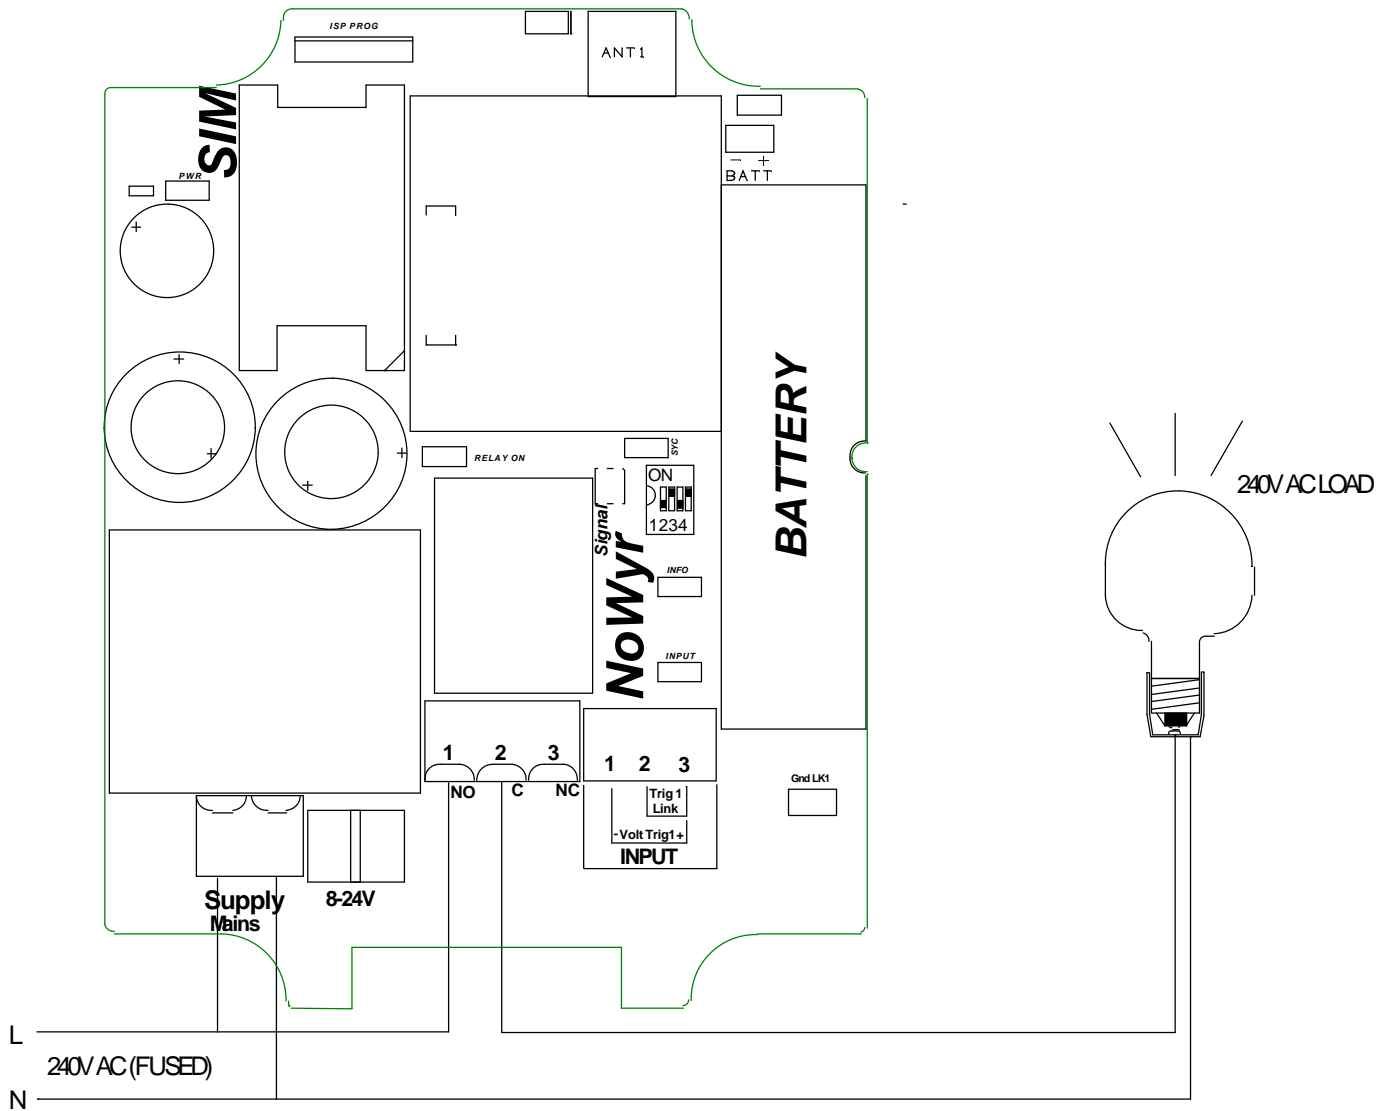 ISP PROG
ANT1
SIM
- +
BATT
PWR
BATTERY
RELAY ON
SYC
ON
1234
Signal
NoWyr
INFO
INPUT
240V AC LOAD
1 2 3
NO C NC
1 2 3
Trig 1
Link
- Volt Trig1 +
INPUT
Gnd LK1
Supply
Mains
8-24V
L
240V AC (FUSED)
N